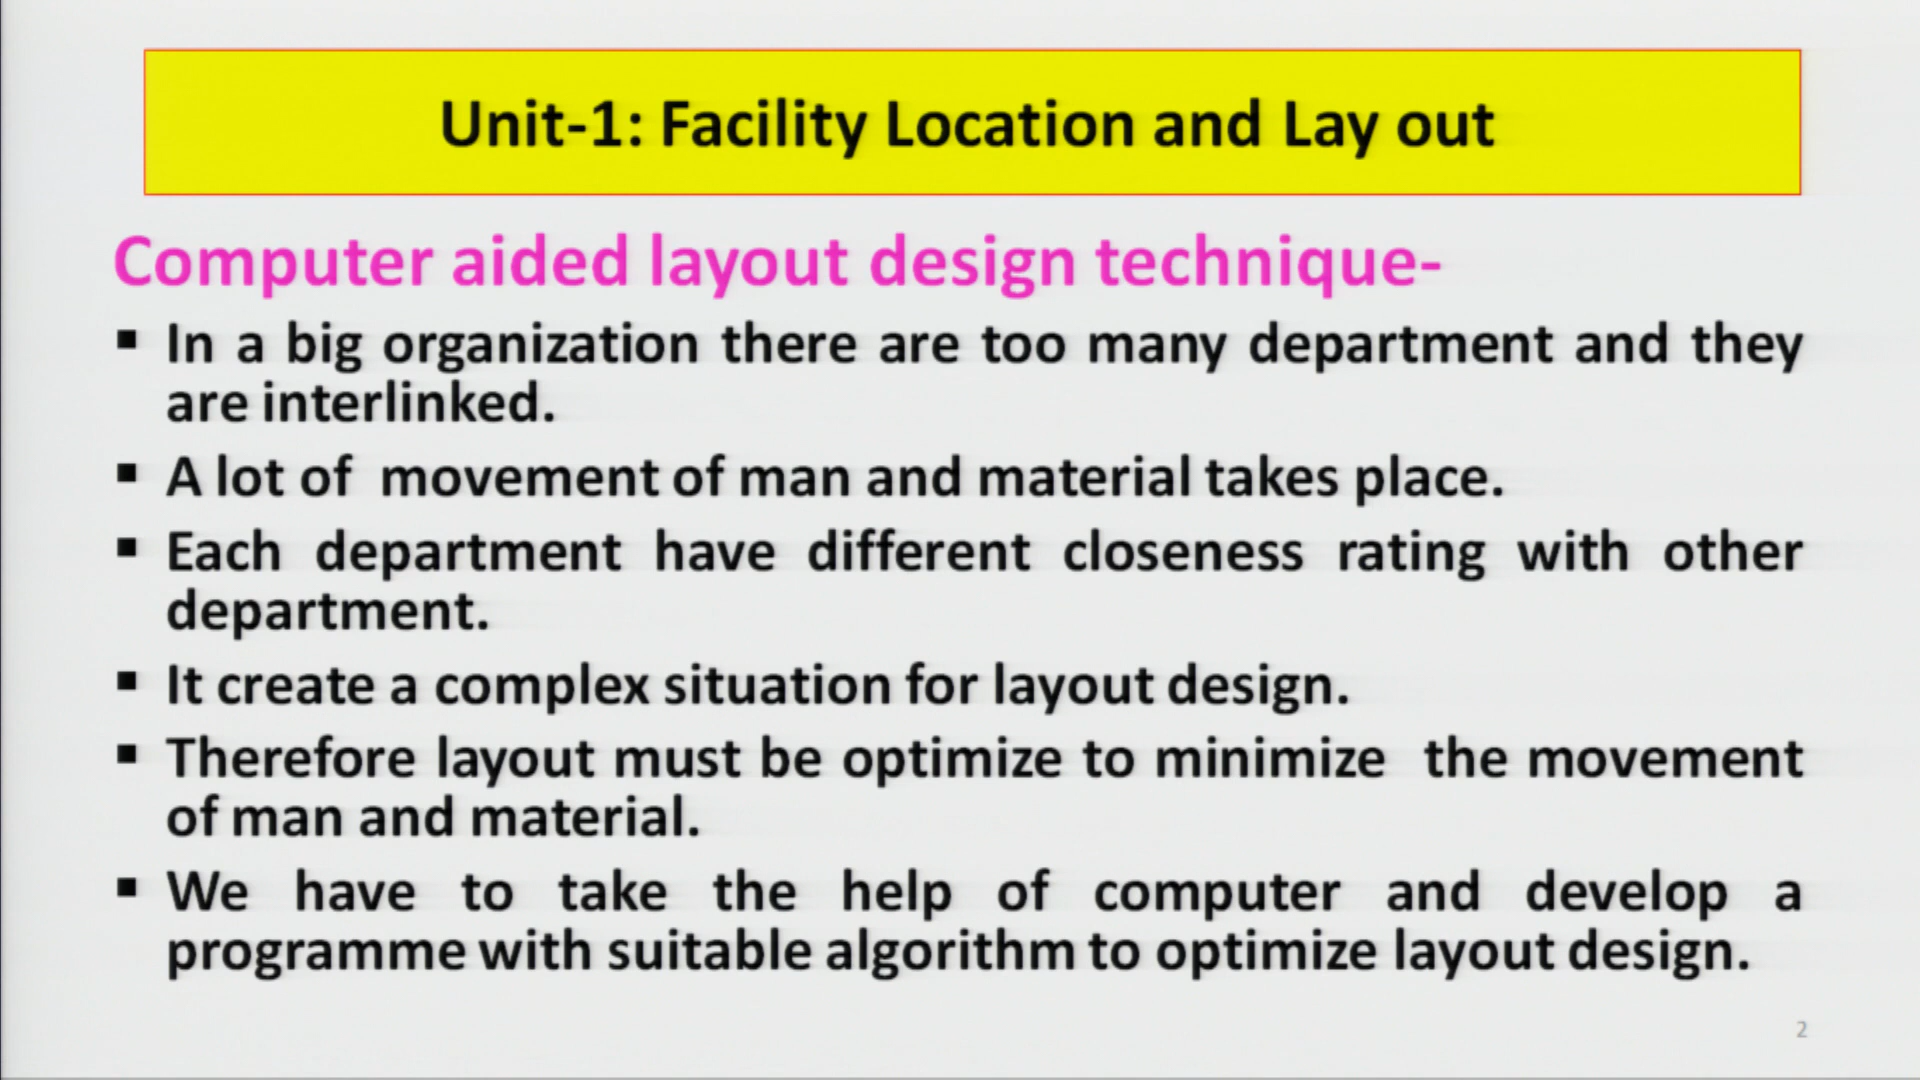 Unit-1: Facility Location and Lay out
Computer aided layout design technique-
▪ In a big organization there are too many department and they
are interlinked.
▪ A lot of  movement of man and material takes place.
▪ Each department have different closeness rating with other
department.
▪ It create a complex situation for layout design.
▪ Therefore layout must be optimize to minimize  the movement
of man and material.
▪ We have to take the help of computer and develop a
programme with suitable algorithm to optimize layout design.
2